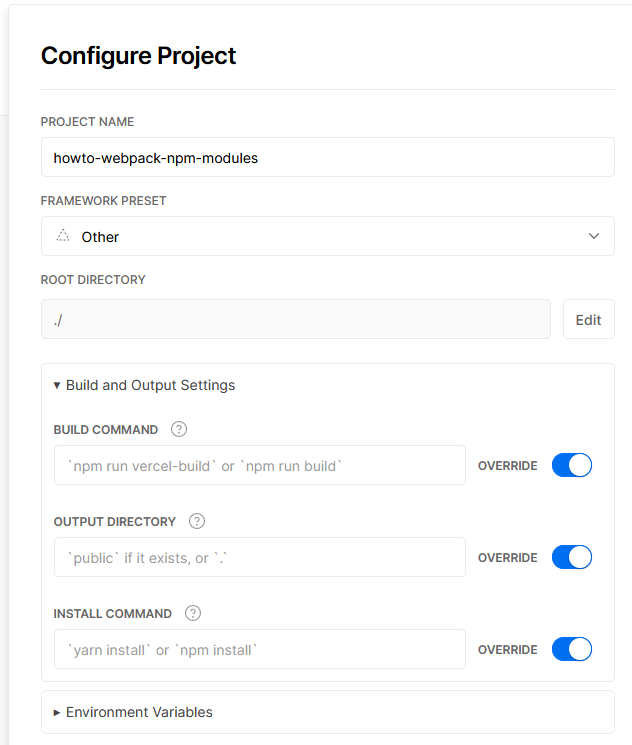 Configure Project
PROJECT NAME
howto-webpack-npm-modules
FRAMEWORK PRESET
Other
ROOT DIRECTORY
./
Edit
▾ Build and Output Settings
BUILD COMMAND ?
`npm run vercel-build` or `npm run build` OVERRIDE
OUTPUT DIRECTORY ?
`public` if it exists, or `.` OVERRIDE
INSTALL COMMAND ?
`yarn install` or `npm install` OVERRIDE
▸ Environment Variables